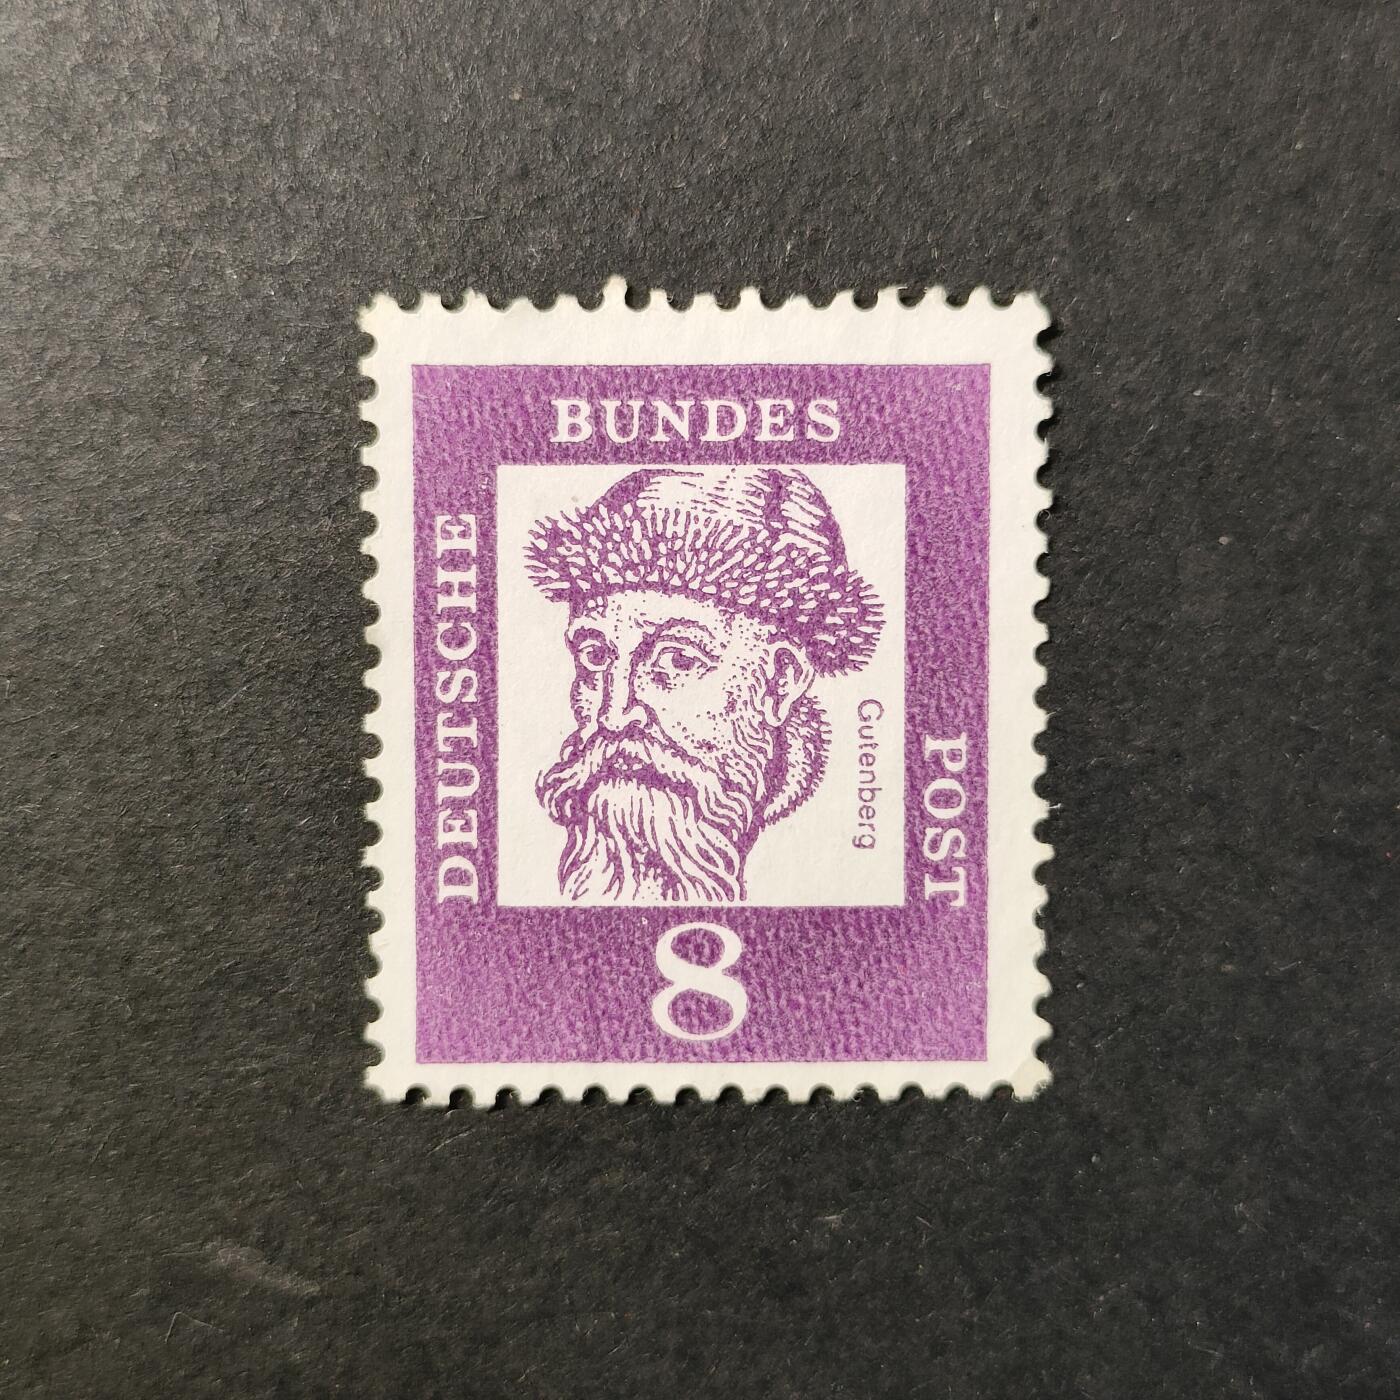 DEUTSCHE
BUNDES
POST
Gutenberg
8